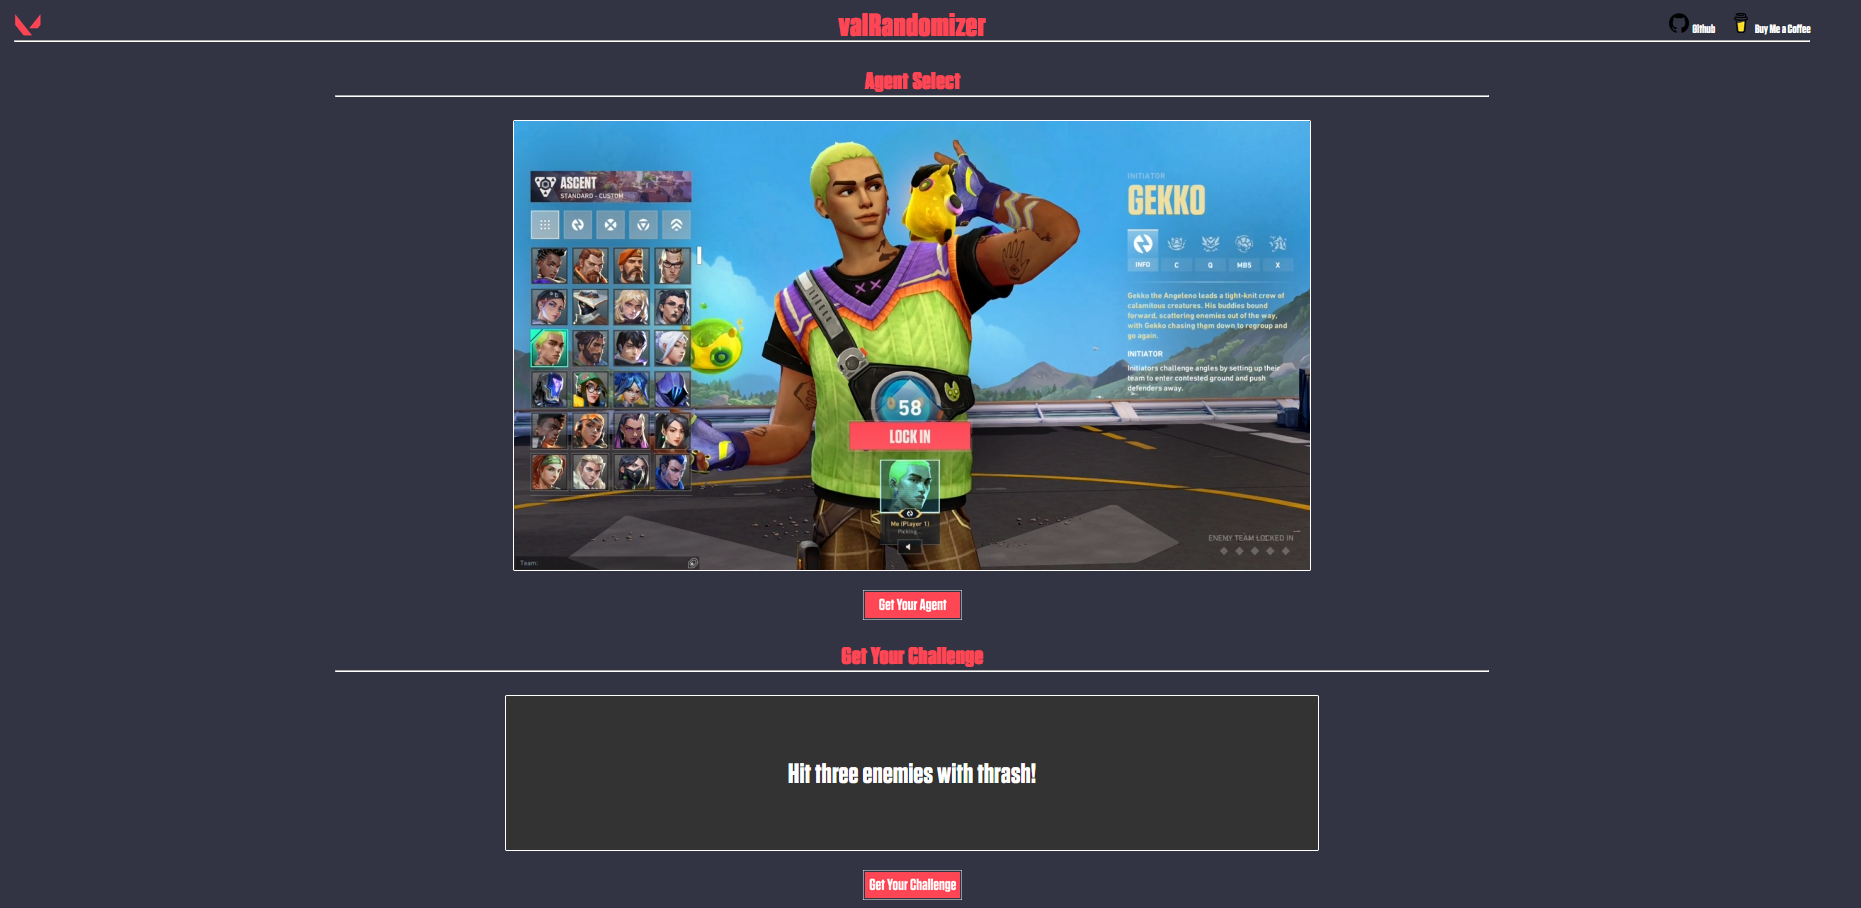 valRandomizer
Github
Buy Me a Coffee
Agent Select
ASCENT
STANDARD - CUSTOM
INITIATOR
GEKKO
INFO
C
Q
MB5
X
Gekko the Angeleno leads a tight-knit crew of
calamitous creatures. His buddies bound
forward, scattering enemies out of the way,
with Gekko chasing them down to regroup and
go again.
INITIATOR
Initiators challenge angles by setting up their
team to enter contested ground and push
defenders away.
58
LOCK IN
Me (Player 1)
Picking...
ENEMY TEAM LOCKED IN
Team:
Get Your Agent
Get Your Challenge
Hit three enemies with thrash!
Get Your Challenge